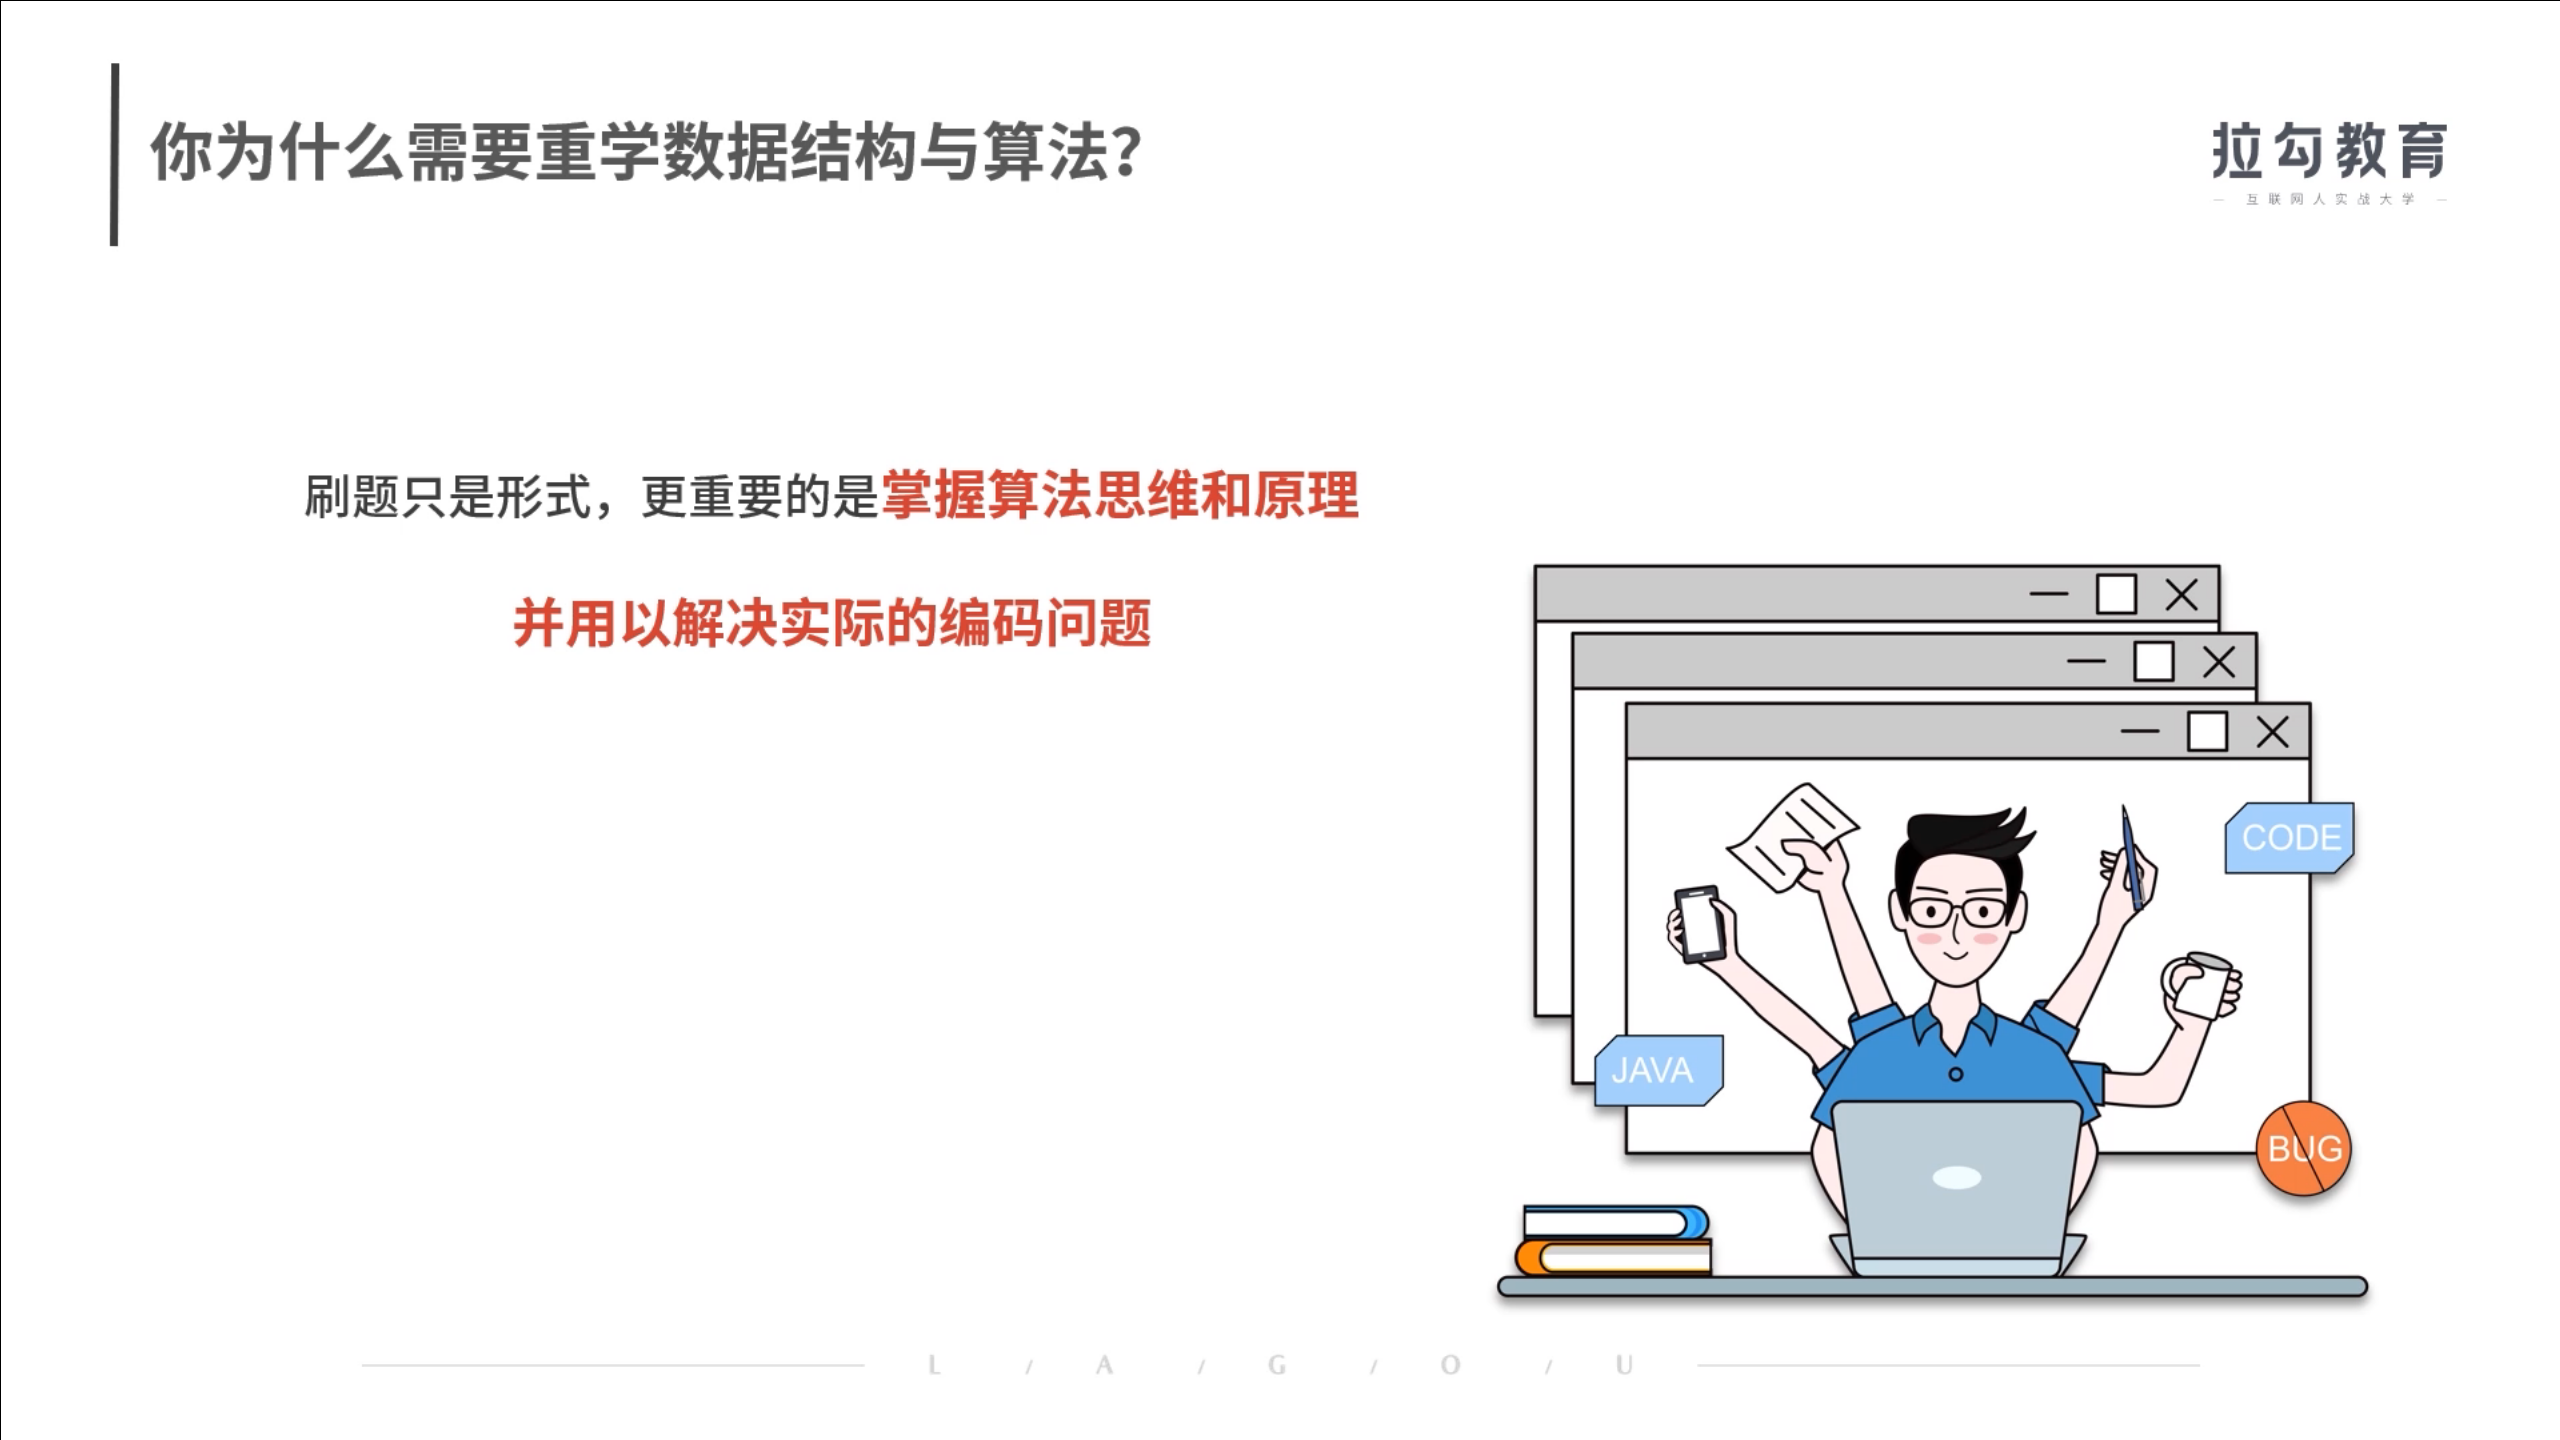 你为什么需要重学数据结构与算法?
拉勾教育
— 互联网人实战大学 —
刷题只是形式，更重要的是掌握算法思维和原理
并用以解决实际的编码问题
CODE
JAVA
BUG
L / A / G / O / U